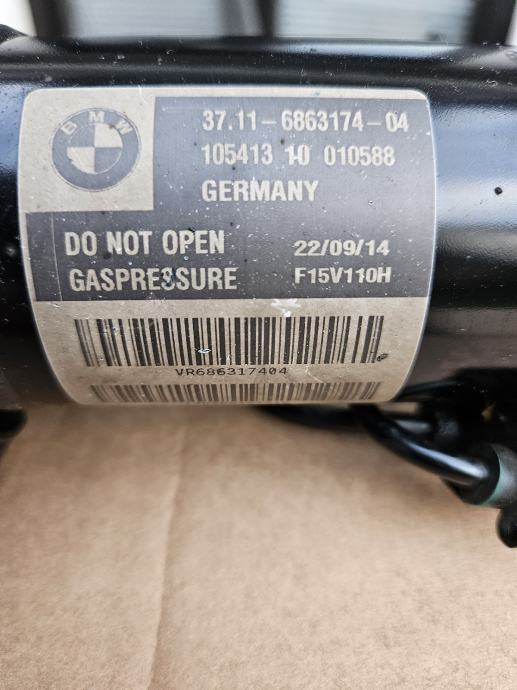 BMW
37.11-6863174-04
105413 10 010588
GERMANY
DO NOT OPEN
22/09/14
GASPRESSURE
F15V110H
VR686317404